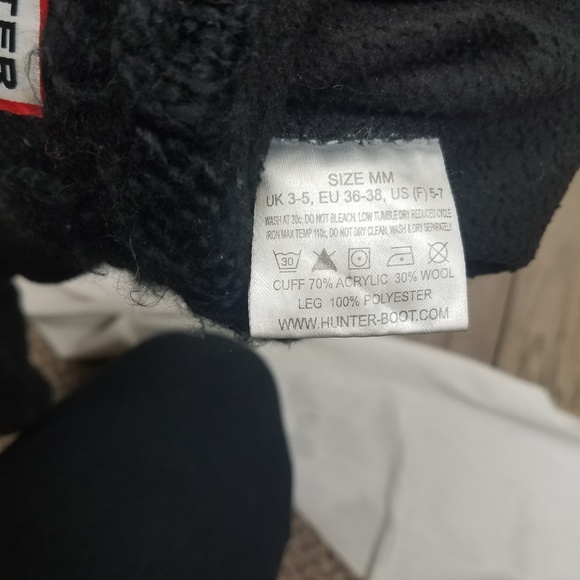 TER
SIZE MM
UK 3-5, EU 36-38, US (F) 5-7
WASH AT 30c, DO NOT BLEACH, LOW TUMBLE DRY REDUCED CYCLE
IRON MAX TEMP 110c, DO NOT DRY CLEAN, WASH & DRY SEPARATELY
30
CUFF 70% ACRYLIC 30% WOOL
LEG 100% POLYESTER
WWW.HUNTER-BOOT.COM